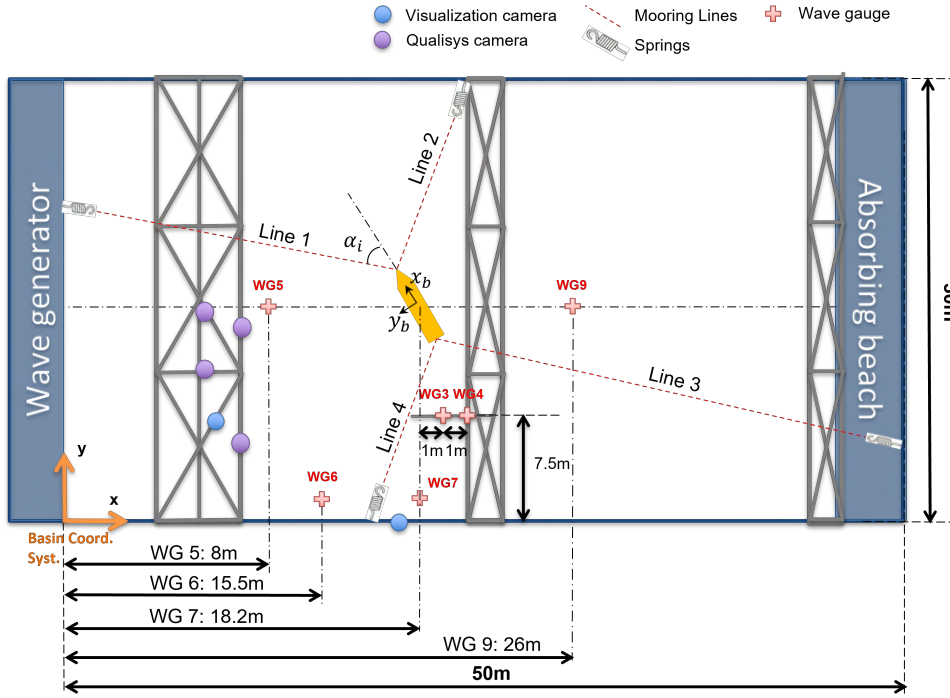 Visualization camera
Mooring Lines
Wave gauge
Qualisys camera
Springs
Wave generator
Line 2
Line 1
αᵢ
WG5
x_b
y_b
WG9
Absorbing beach
Line 3
WG3 WG4
Line 4
1m 1m
7.5m
y
x
WG6
WG7
Basin Coord.
Syst.
WG 5: 8m
WG 6: 15.5m
WG 7: 18.2m
WG 9: 26m
50m